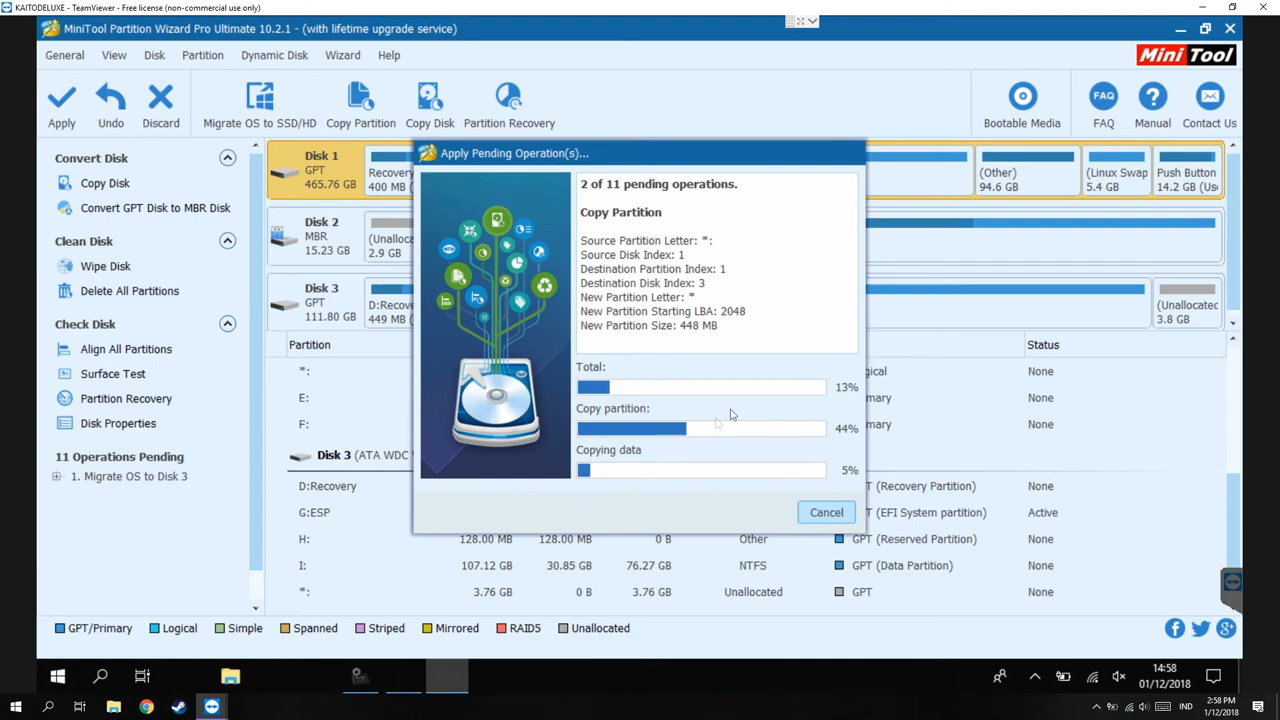 KAITODELUXE - TeamViewer - Free license (non-commercial use only)
MiniTool Partition Wizard Pro Ultimate 10.2.1 - (with lifetime upgrade service)
General View Disk Partition Dynamic Disk Wizard Help
Mini Tool
Apply Undo Discard Migrate OS to SSD/HD Copy Partition Copy Disk Partition Recovery Bootable Media FAQ Manual Contact Us
FAQ
Convert Disk
Copy Disk
Convert GPT Disk to MBR Disk
Clean Disk
Wipe Disk
Delete All Partitions
Check Disk
Align All Partitions
Surface Test
Partition Recovery
Disk Properties
11 Operations Pending
1. Migrate OS to Disk 3
Disk 1
GPT
465.76 GB
Recovery
400 MB
(Other)
94.6 GB
(Linux Swap
5.4 GB
Push Button
14.2 GB (Use
Disk 2
MBR
15.23 GB
(Unalloc
2.9 GB
Disk 3
GPT
111.80 GB
D:Recovery
449 MB
(Unallocated
3.8 GB
Apply Pending Operation(s)...
2 of 11 pending operations.
Copy Partition
Source Partition Letter: *:
Source Disk Index: 1
Destination Partition Index: 1
Destination Disk Index: 3
New Partition Letter: *
New Partition Starting LBA: 2048
New Partition Size: 448 MB
Total:
13%
Copy partition:
44%
Copying data
5%
Cancel
Partition Status
*: ogical None
E: mary None
F: mary None
Disk 3 (ATA WDC
D:Recovery GPT (Recovery Partition) None
G:ESP GPT (EFI System partition) Active
H: 128.00 MB 128.00 MB 0 B Other GPT (Reserved Partition) None
I: 107.12 GB 30.85 GB 76.27 GB NTFS GPT (Data Partition) None
*: 3.76 GB 0 B 3.76 GB Unallocated GPT None
GPT/Primary Logical Simple Spanned Striped Mirrored RAID5 Unallocated
14:58
01/12/2018
IND
2:58 PM
1/12/2018